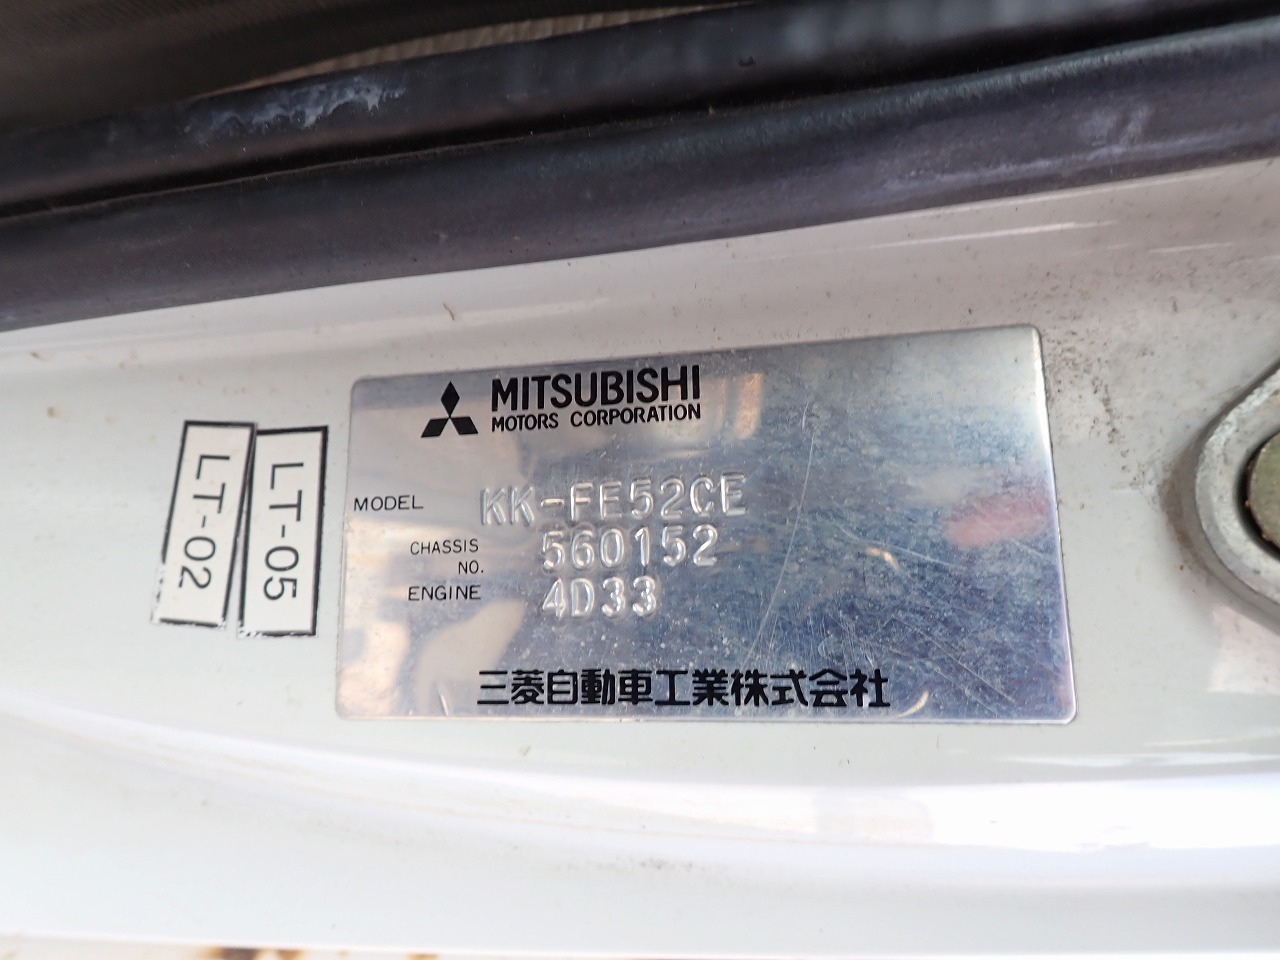 MITSUBISHI
MOTORS CORPORATION
MODEL KK-FE52CE
CHASSIS NO. 560152
ENGINE 4D33
三菱自動車工業株式会社
LT-02
LT-05